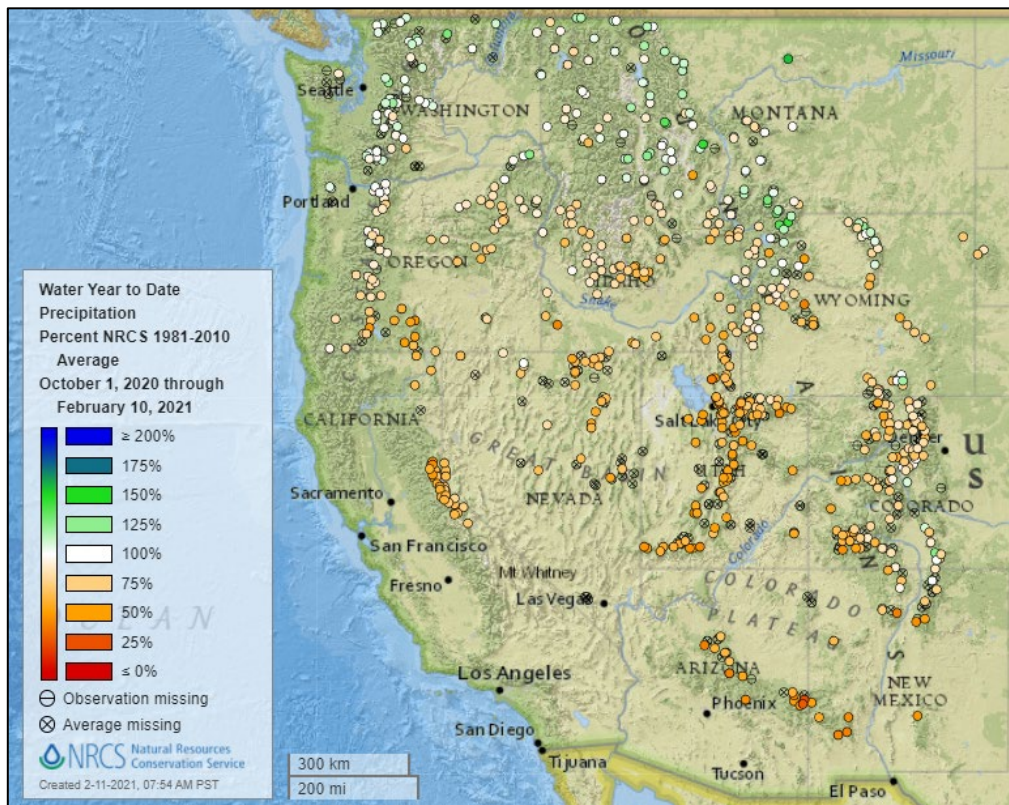 Seattle
WASHINGTON
MONTANA
Missouri
Portland
OREGON
IDAHO
Snake
WYOMING
CALIFORNIA
Salt Lake City
GREAT BASIN
NEVADA
UTAH
Denver
US
COLORADO
Colorado
Sacramento
San Francisco
Fresno
Mt Whitney
Las Vegas
COLORADO
PLATEAU
Los Angeles
ARIZONA
Phoenix
NEW
MEXICO
San Diego
Tijuana
Tucson
El Paso
Water Year to Date
Precipitation
Percent NRCS 1981-2010
Average
October 1, 2020 through
February 10, 2021
≥ 200%
175%
150%
125%
100%
75%
50%
25%
≤ 0%
Observation missing
Average missing
NRCS Natural Resources
Conservation Service
Created 2-11-2021, 07:54 AM PST
300 km
200 mi